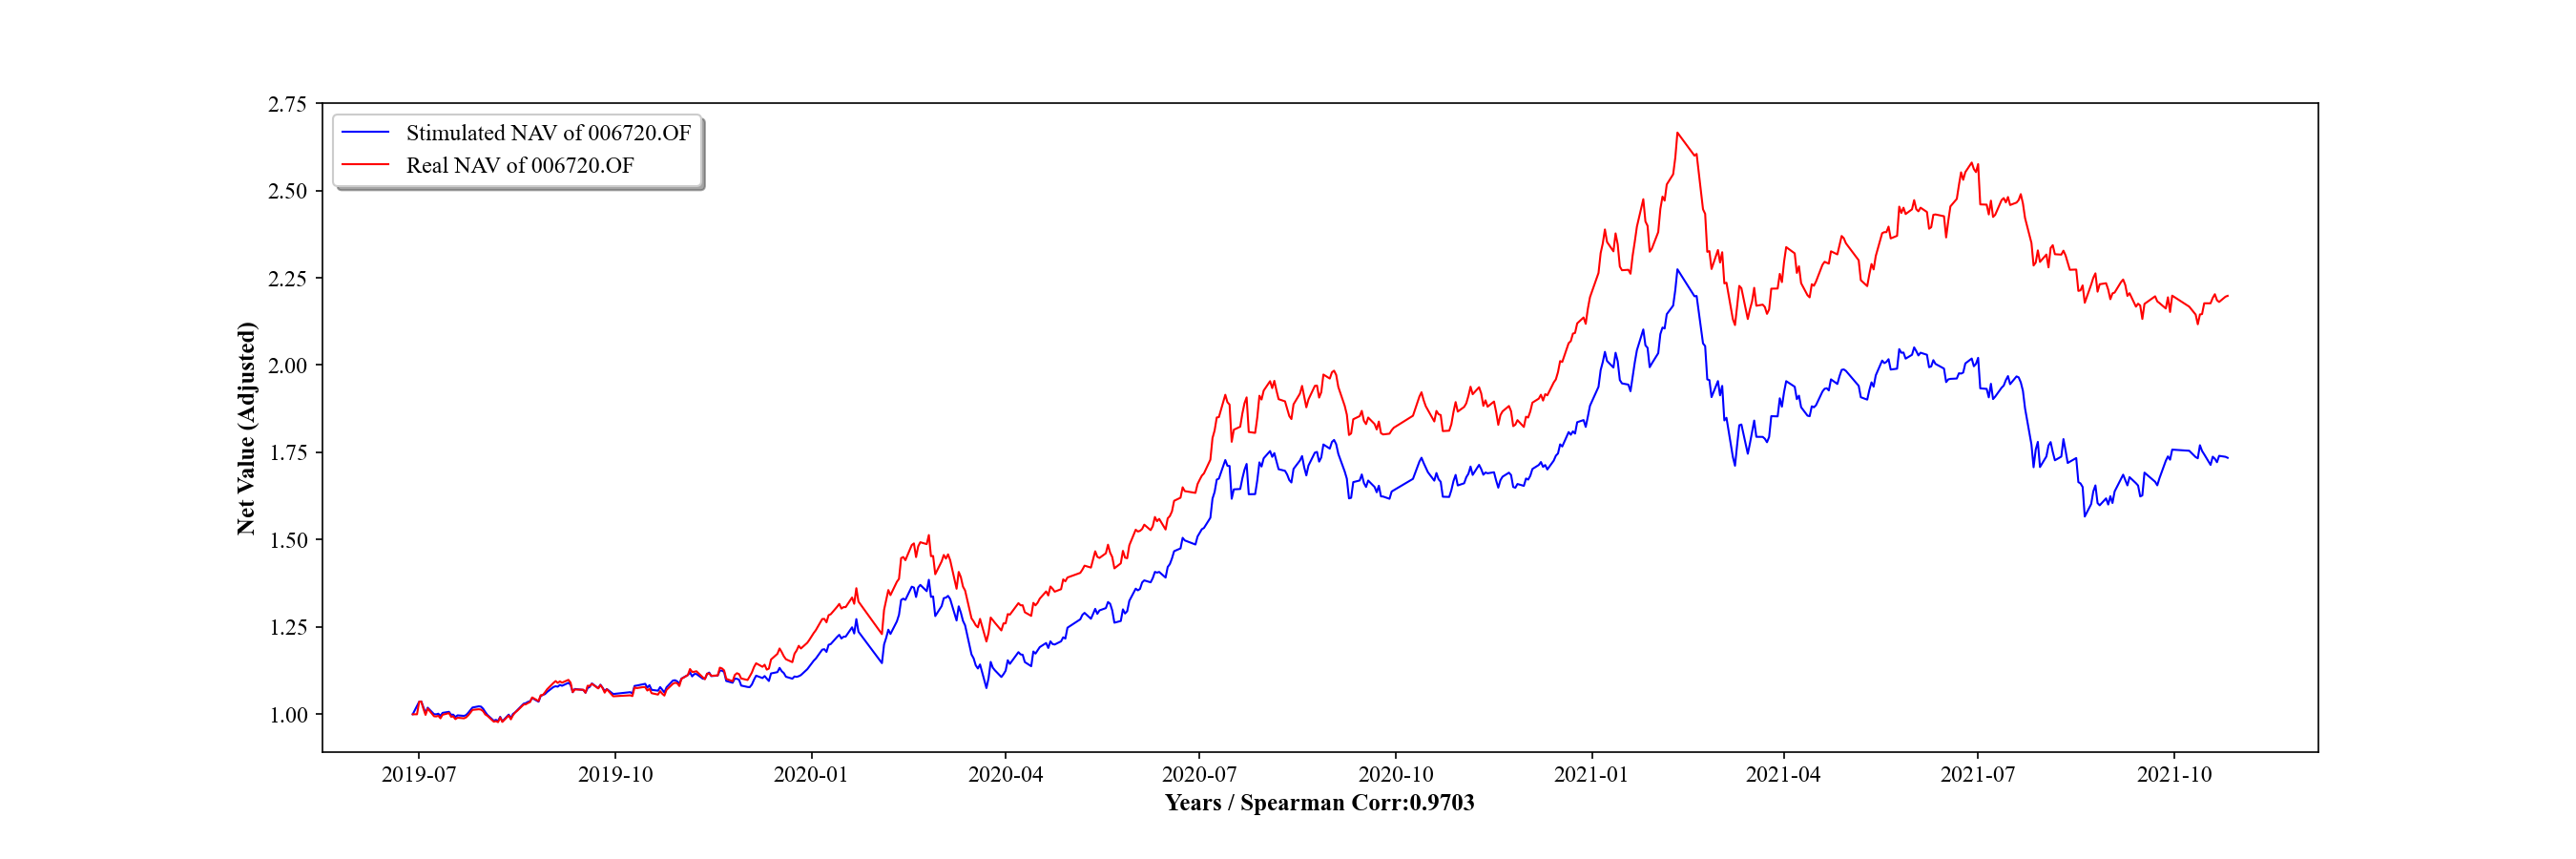 2.75
2.50
2.25
2.00
1.75
1.50
1.25
1.00
Net Value (Adjusted)
Stimulated NAV of 006720.OF
Real NAV of 006720.OF
2019-07 2019-10 2020-01 2020-04 2020-07 2020-10 2021-01 2021-04 2021-07 2021-10
Years / Spearman Corr:0.9703